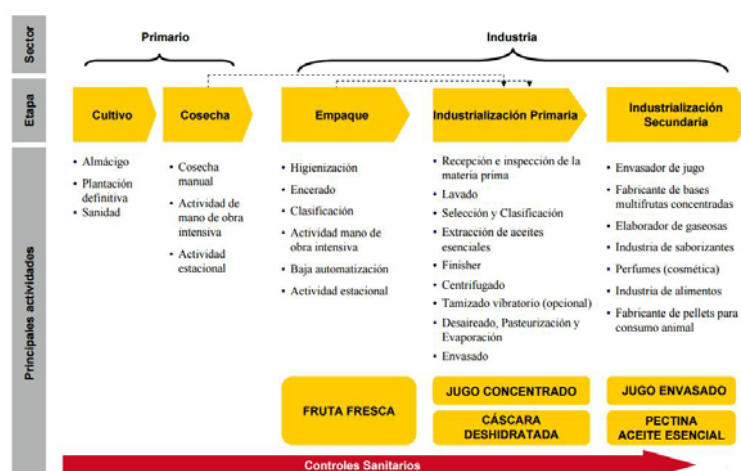 Sector
Primario
Industria
Etapa
Cultivo
Cosecha
Empaque
Industrialización Primaria
Industrialización
Secundaria
Principales actividades
• Almácigo
• Plantación
definitiva
• Sanidad
• Cosecha
manual
• Actividad de
mano de obra
intensiva
• Actividad
estacional
• Higienización
• Encerado
• Clasificación
• Actividad mano de
obra intensiva
• Baja automatización
• Actividad estacional
• Recepción e inspección de la
materia prima
• Lavado
• Selección y Clasificación
• Extracción de aceites
esenciales
• Finisher
• Centrifugado
• Tamizado vibratorio (opcional)
• Desaireado, Pasteurización y
Evaporación
• Envasado
• Envasador de jugo
• Fabricante de bases
multifrutas concentradas
• Elaborador de gaseosas
• Industria de saborizantes
• Perfumes (cosmética)
• Industria de alimentos
• Fabricante de pellets para
consumo animal
FRUTA FRESCA
JUGO CONCENTRADO
CÁSCARA
DESHIDRATADA
JUGO ENVASADO
PECTINA
ACEITE ESENCIAL
Controles Sanitarios